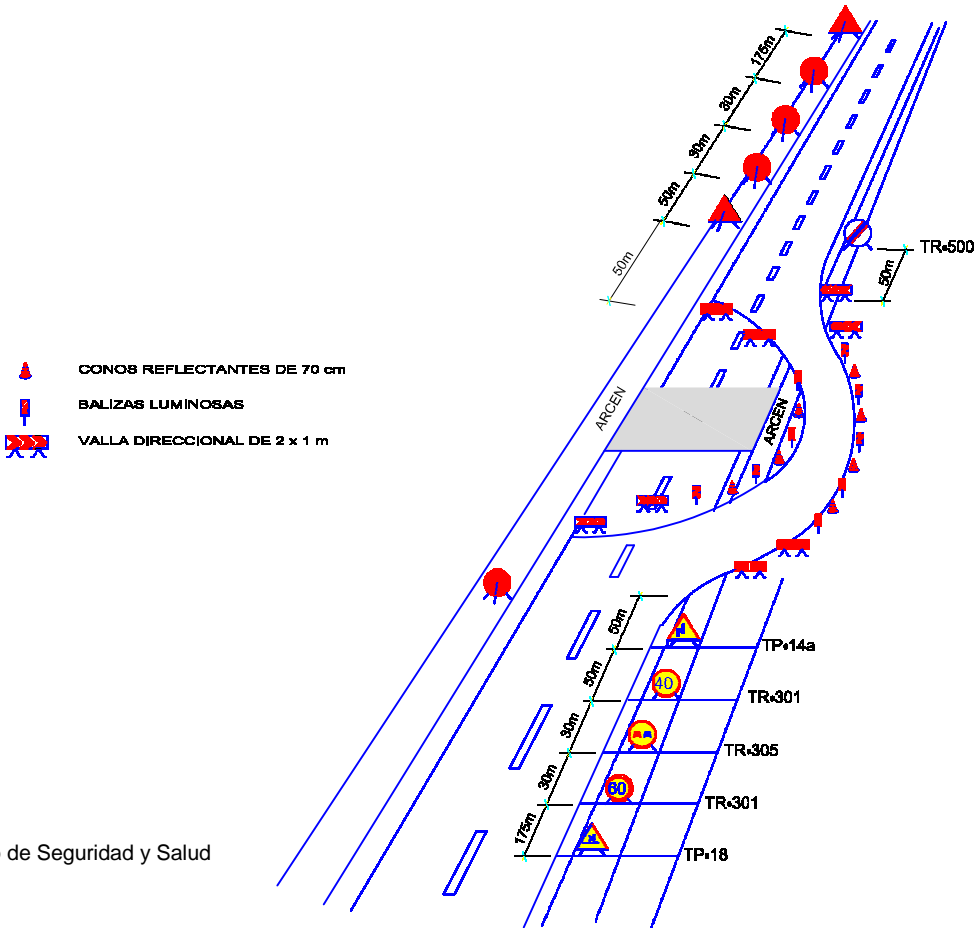 175m
30m
30m
50m
50m
TR-500
50m
CONOS REFLECTANTES DE 70 cm
BALIZAS LUMINOSAS
VALLA DIRECCIONAL DE 2 x 1 m
ARCEN
ARCEN
50m
TP-14a
50m
40
TR-301
30m
TR-305
30m
60
TR-301
175m
TP-18
de Seguridad y Salud